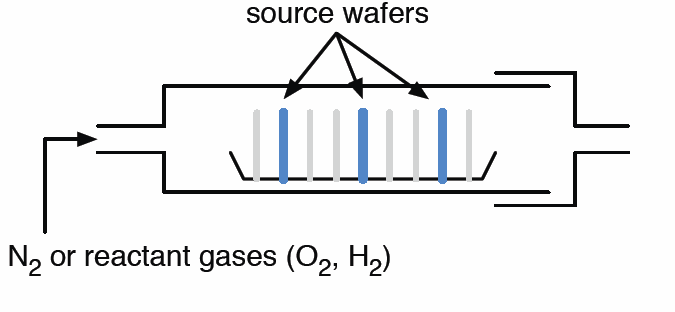 source wafers
N₂ or reactant gases (O₂, H₂)